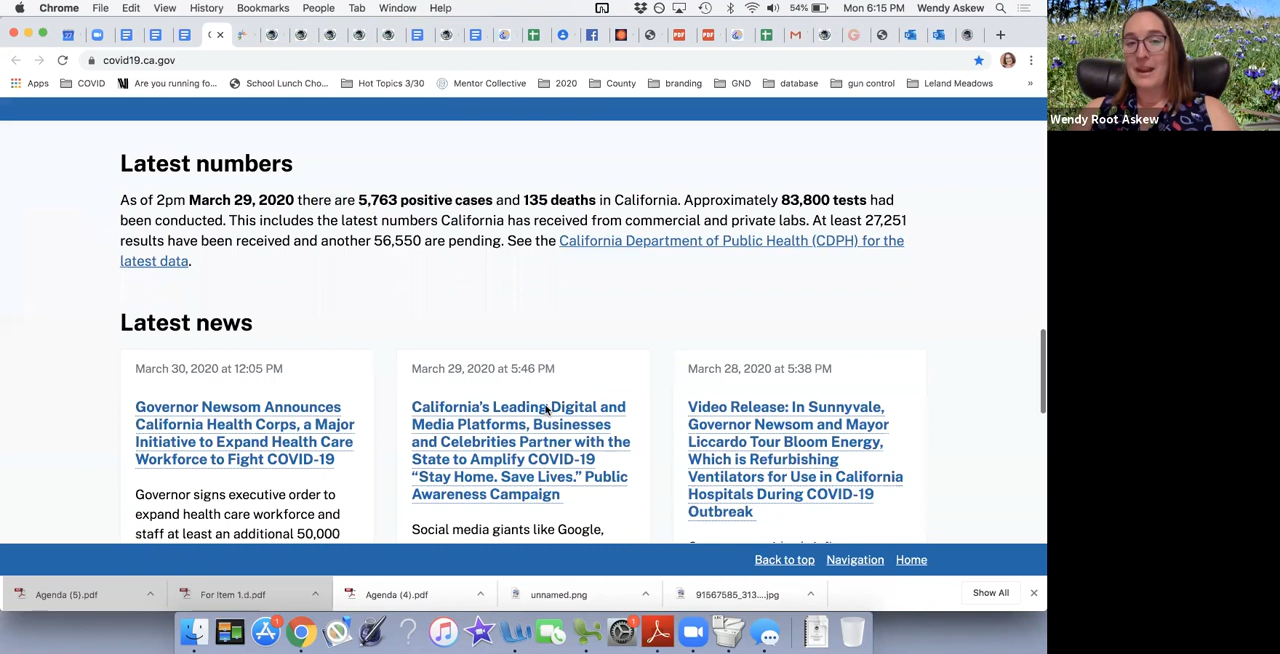 Chrome File Edit View History Bookmarks People Tab Window Help 54% Mon 6:15 PM Wendy Askew
covid19.ca.gov
Apps COVID Are you running fo... School Lunch Cho... Hot Topics 3/30 Mentor Collective 2020 County branding GND database gun control Leland Meadows »
Wendy Root Askew
Latest numbers
As of 2pm March 29, 2020 there are 5,763 positive cases and 135 deaths in California. Approximately 83,800 tests had
been conducted. This includes the latest numbers California has received from commercial and private labs. At least 27,251
results have been received and another 56,550 are pending. See the California Department of Public Health (CDPH) for the
latest data.
Latest news
March 30, 2020 at 12:05 PM
Governor Newsom Announces
California Health Corps, a Major
Initiative to Expand Health Care
Workforce to Fight COVID-19
Governor signs executive order to
expand health care workforce and
staff at least an additional 50,000
March 29, 2020 at 5:46 PM
California's Leading Digital and
Media Platforms, Businesses
and Celebrities Partner with the
State to Amplify COVID-19
“Stay Home. Save Lives.” Public
Awareness Campaign
Social media giants like Google,
March 28, 2020 at 5:38 PM
Video Release: In Sunnyvale,
Governor Newsom and Mayor
Liccardo Tour Bloom Energy,
Which is Refurbishing
Ventilators for Use in California
Hospitals During COVID-19
Outbreak
Back to top Navigation Home
Agenda (5).pdf For Item 1.d.pdf Agenda (4).pdf unnamed.png 91567585_313....jpg Show All